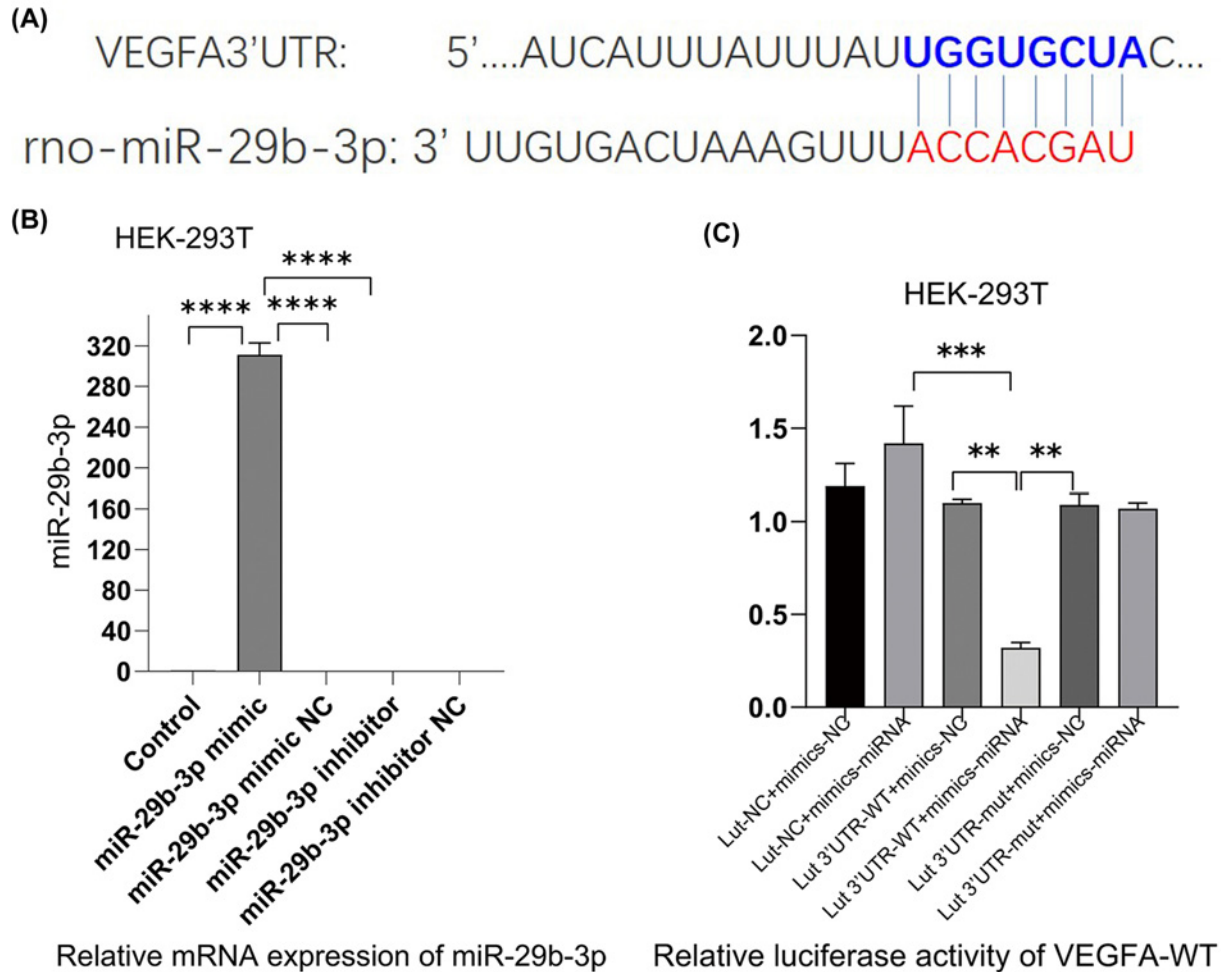 (A)
VEGFA3'UTR: 5'....AUCAUUUAUUUAUUGGUGCUAC...
rno-miR-29b-3p: 3' UUGUGACUAAAGUUUACCACGAU
(B)
HEK-293T
****
**** ****
miR-29b-3p
320
280
240
200
160
120
80
40
0
Control
miR-29b-3p mimic
miR-29b-3p mimic NC
miR-29b-3p inhibitor
miR-29b-3p inhibitor NC
Relative mRNA expression of miR-29b-3p
(C)
HEK-293T
***
** **
2.0
1.5
1.0
0.5
0.0
Lut-NC+mimics-NC
Lut-NC+mimics-miRNA
Lut 3'UTR-WT+minics-NC
Lut 3'UTR-WT+mimics-miRNA
Lut 3'UTR-mut+minics-NC
Lut 3'UTR-mut+mimics-miRNA
Relative luciferase activity of VEGFA-WT